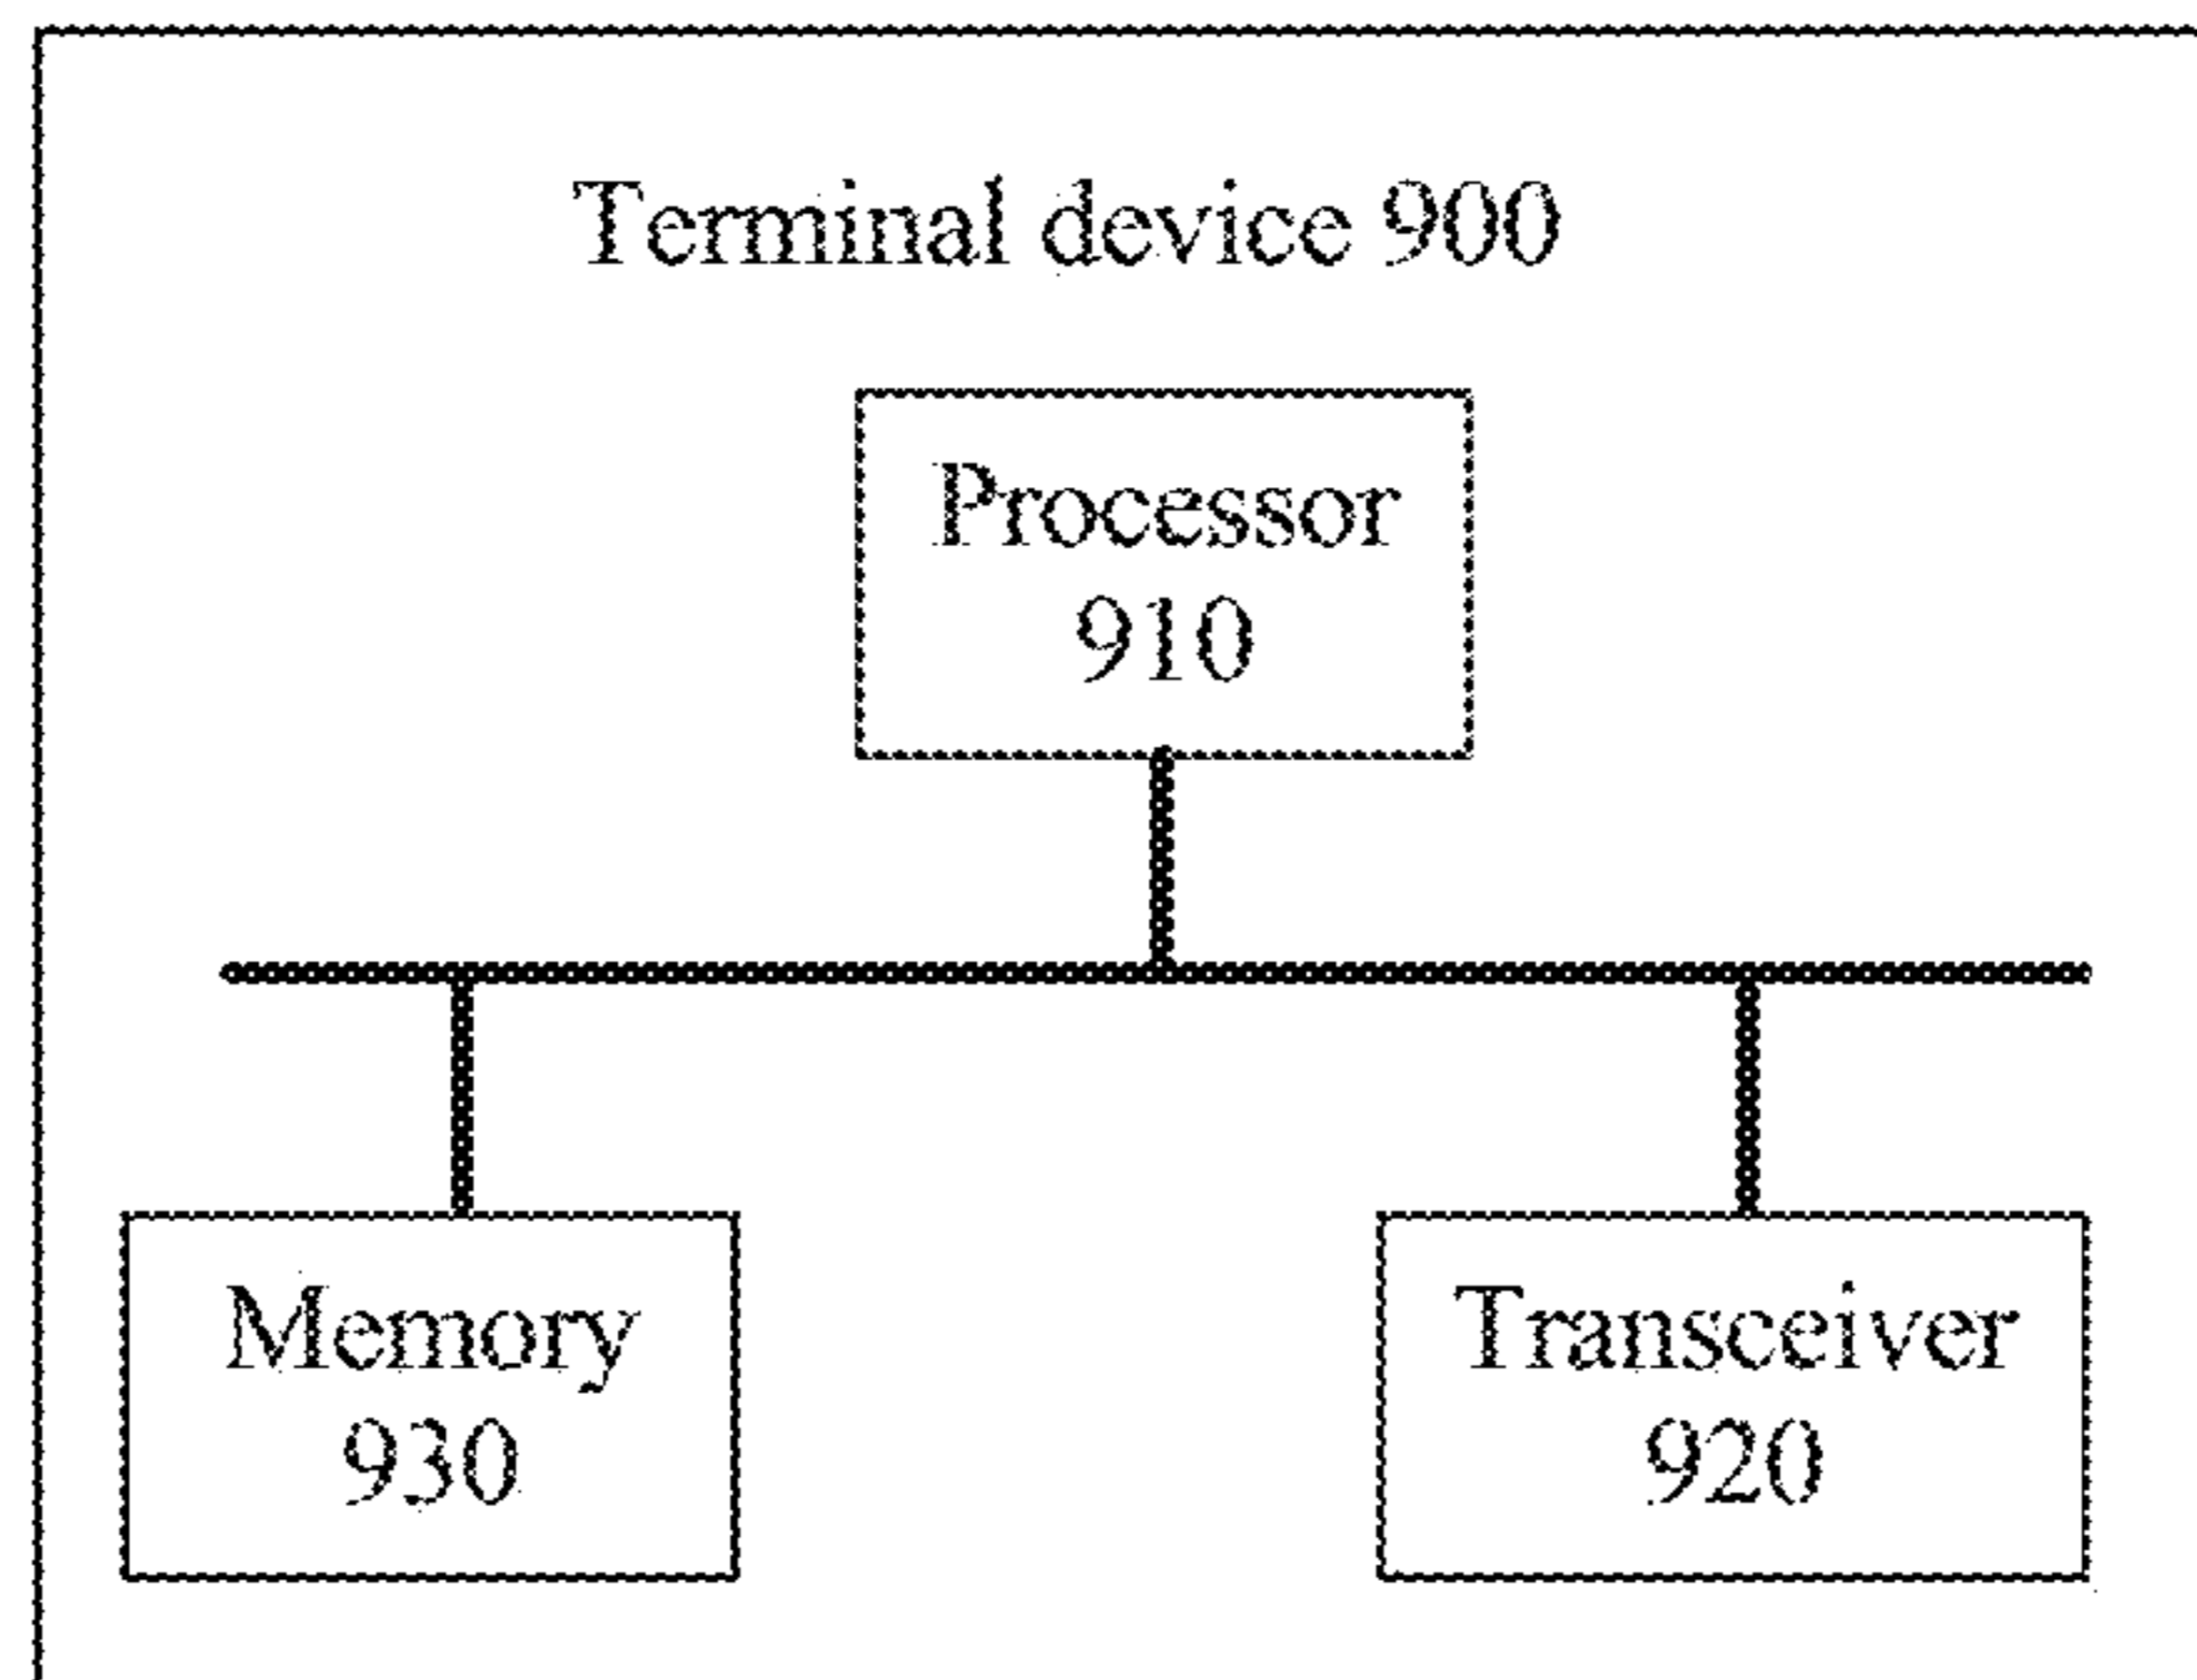 Terminal device 900
Processor
910
Memory
930
Transceiver
920